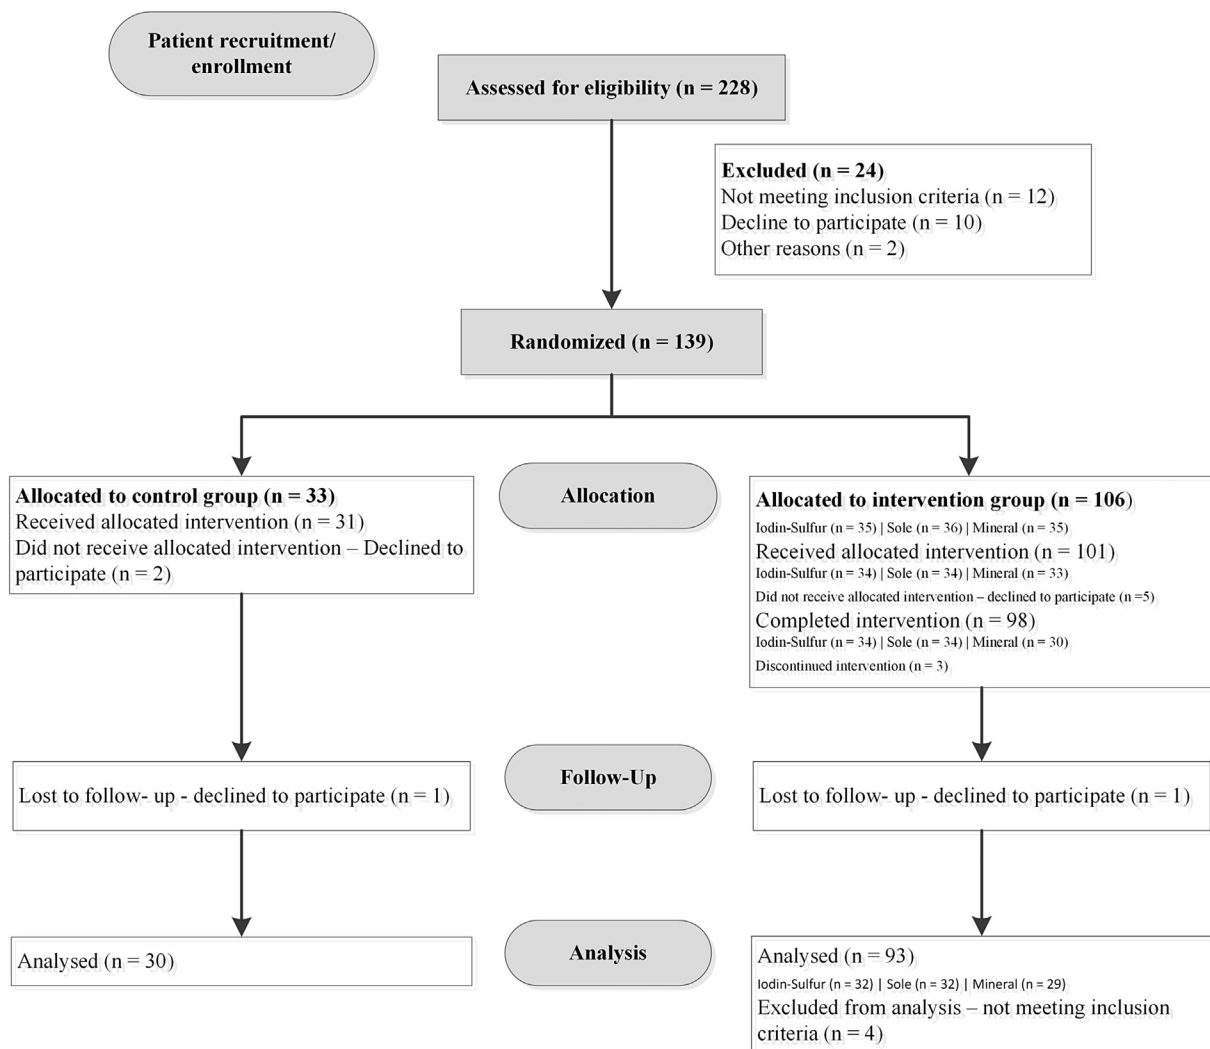 Patient recruitment/
enrollment
Assessed for eligibility (n = 228)
Excluded (n = 24)
Not meeting inclusion criteria (n = 12)
Decline to participate (n = 10)
Other reasons (n = 2)
Randomized (n = 139)
Allocated to control group (n = 33)
Received allocated intervention (n = 31)
Did not receive allocated intervention – Declined to
participate (n = 2)
Allocation
Allocated to intervention group (n = 106)
Iodin-Sulfur (n = 35) | Sole (n = 36) | Mineral (n = 35)
Received allocated intervention (n = 101)
Iodin-Sulfur (n = 34) | Sole (n = 34) | Mineral (n = 33)
Did not receive allocated intervention – declined to participate (n =5)
Completed intervention (n = 98)
Iodin-Sulfur (n = 34) | Sole (n = 34) | Mineral (n = 30)
Discontinued intervention (n = 3)
Lost to follow- up - declined to participate (n = 1)
Follow-Up
Lost to follow- up - declined to participate (n = 1)
Analysed (n = 30)
Analysis
Analysed (n = 93)
Iodin-Sulfur (n = 32) | Sole (n = 32) | Mineral (n = 29)
Excluded from analysis – not meeting inclusion
criteria (n = 4)